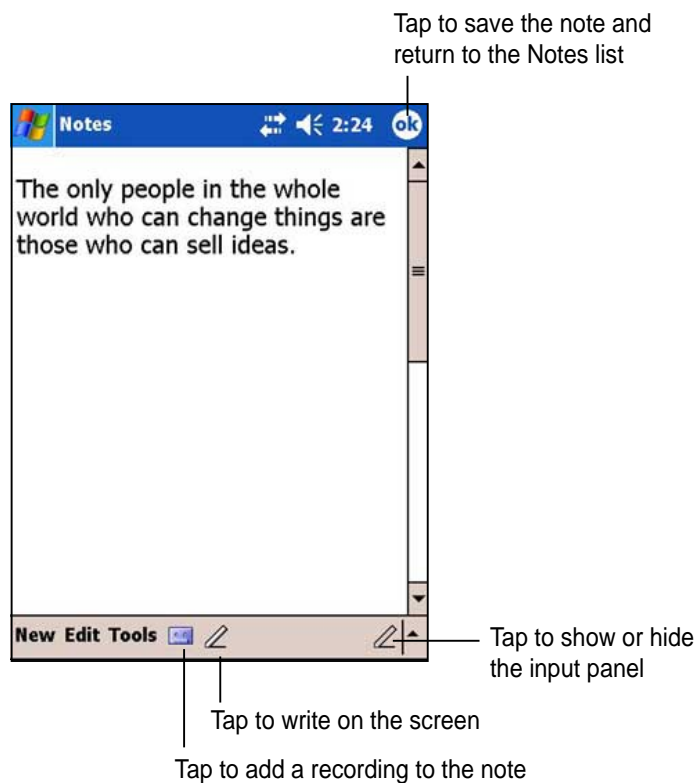 Tap to save the note and
return to the Notes list
Notes 2:24 ok
The only people in the whole
world who can change things are
those who can sell ideas.
New Edit Tools
Tap to show or hide
the input panel
Tap to write on the screen
Tap to add a recording to the note